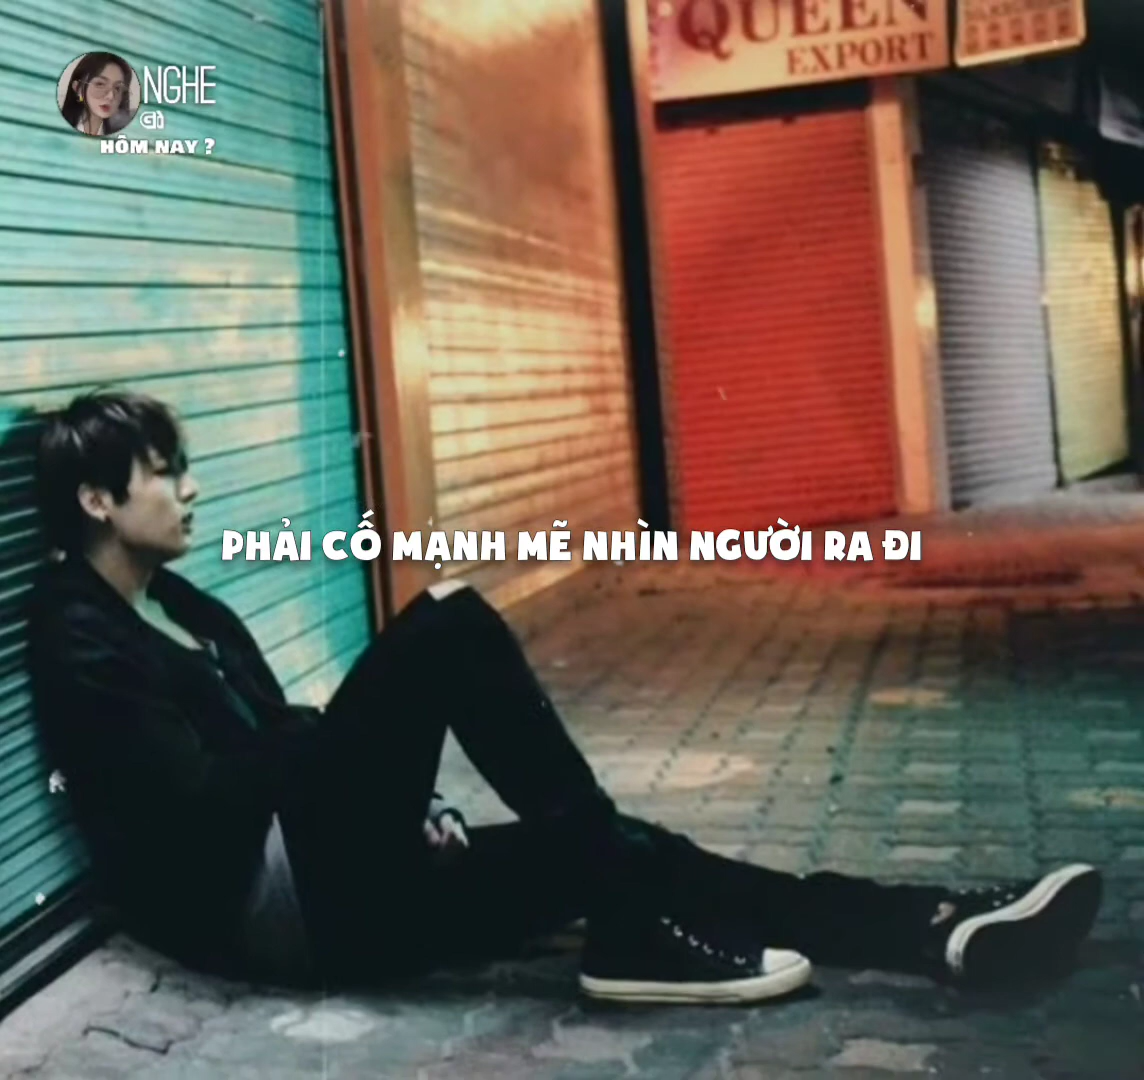 NGHE
Gì
HÔM NAY ?
QUEEN
EXPORT
PHẢI CỐ MẠNH MẼ NHÌN NGƯỜI RA ĐI